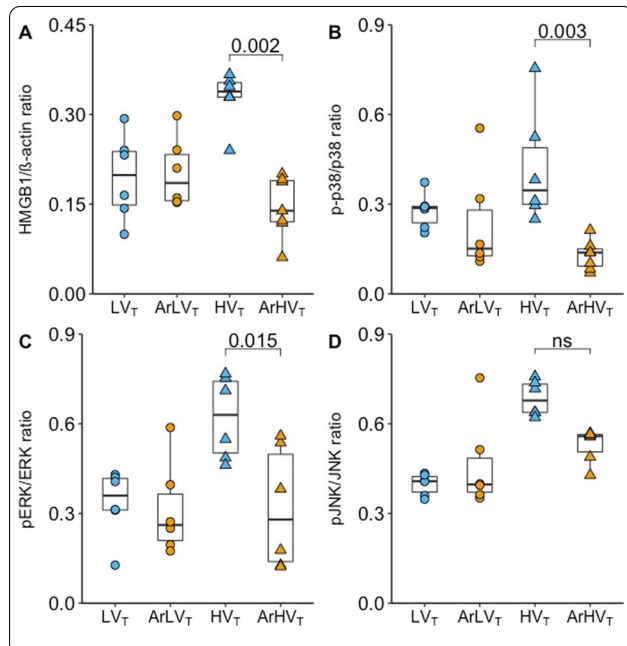 A
HMGB1/ß-actin ratio
0.45
0.30
0.15
0.00
0.002
LVT ArLVT HVT ArHVT
B
p-p38/p38 ratio
0.9
0.6
0.3
0.0
0.003
LVT ArLVT HVT ArHVT
C
pERK/ERK ratio
0.9
0.6
0.3
0.0
0.015
LVT ArLVT HVT ArHVT
D
pJNK/JNK ratio
0.9
0.6
0.3
0.0
ns
LVT ArLVT HVT ArHVT